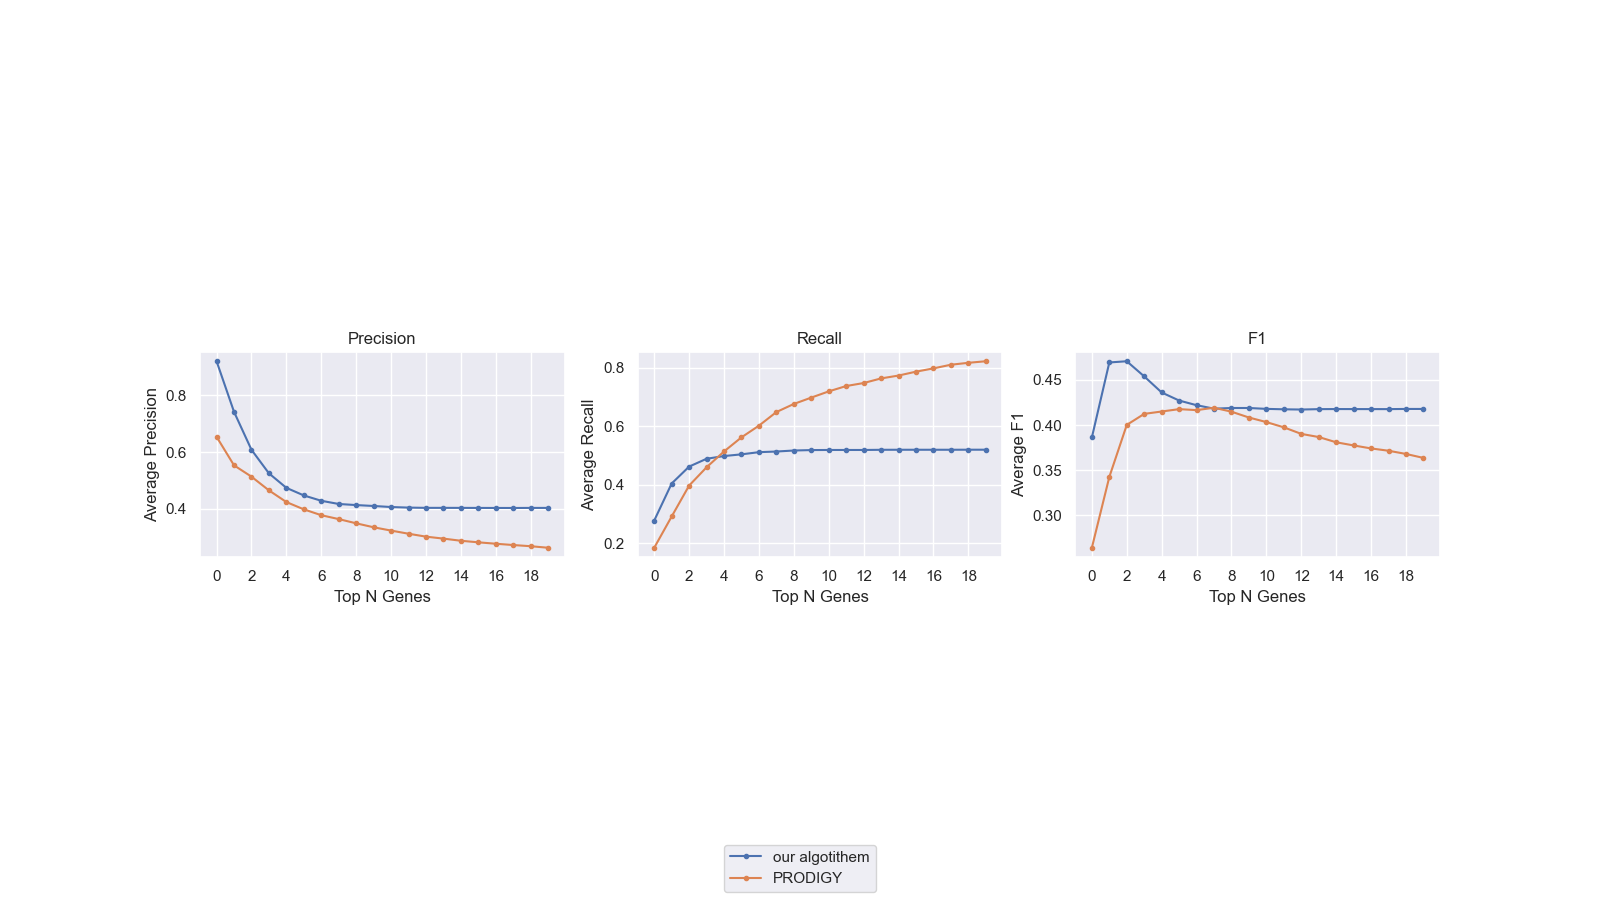 Precision
Average Precision
0.8
0.6
0.4
0 2 4 6 8 10 12 14 16 18
Top N Genes
Recall
Average Recall
0.8
0.6
0.4
0.2
0 2 4 6 8 10 12 14 16 18
Top N Genes
F1
Average F1
0.45
0.40
0.35
0.30
0 2 4 6 8 10 12 14 16 18
Top N Genes
our algotithem
PRODIGY